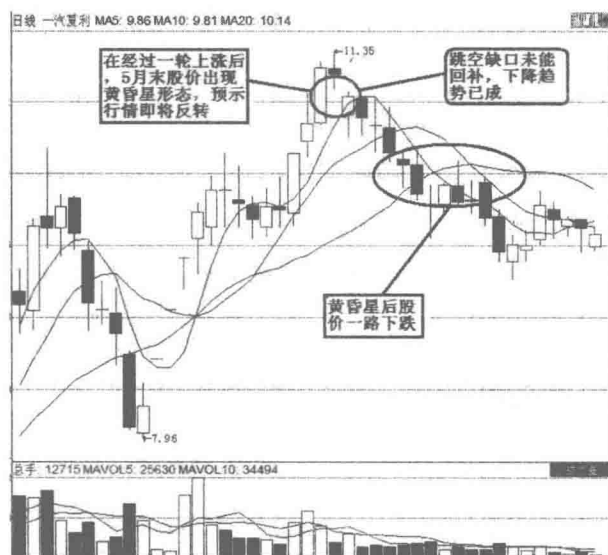 日线 一汽夏利 MA5: 9.86 MA10: 9.81 MA20: 10.14
在经过一轮上涨后
，5月末股价出现
黄昏星形态，预示
行情即将反转
11.35
跳空缺口未能
回补，下降趋
势已成
黄昏星后股
价一路下跌
7.96
总手: 12715 MAVOL5: 25630 MAVOL10: 34494